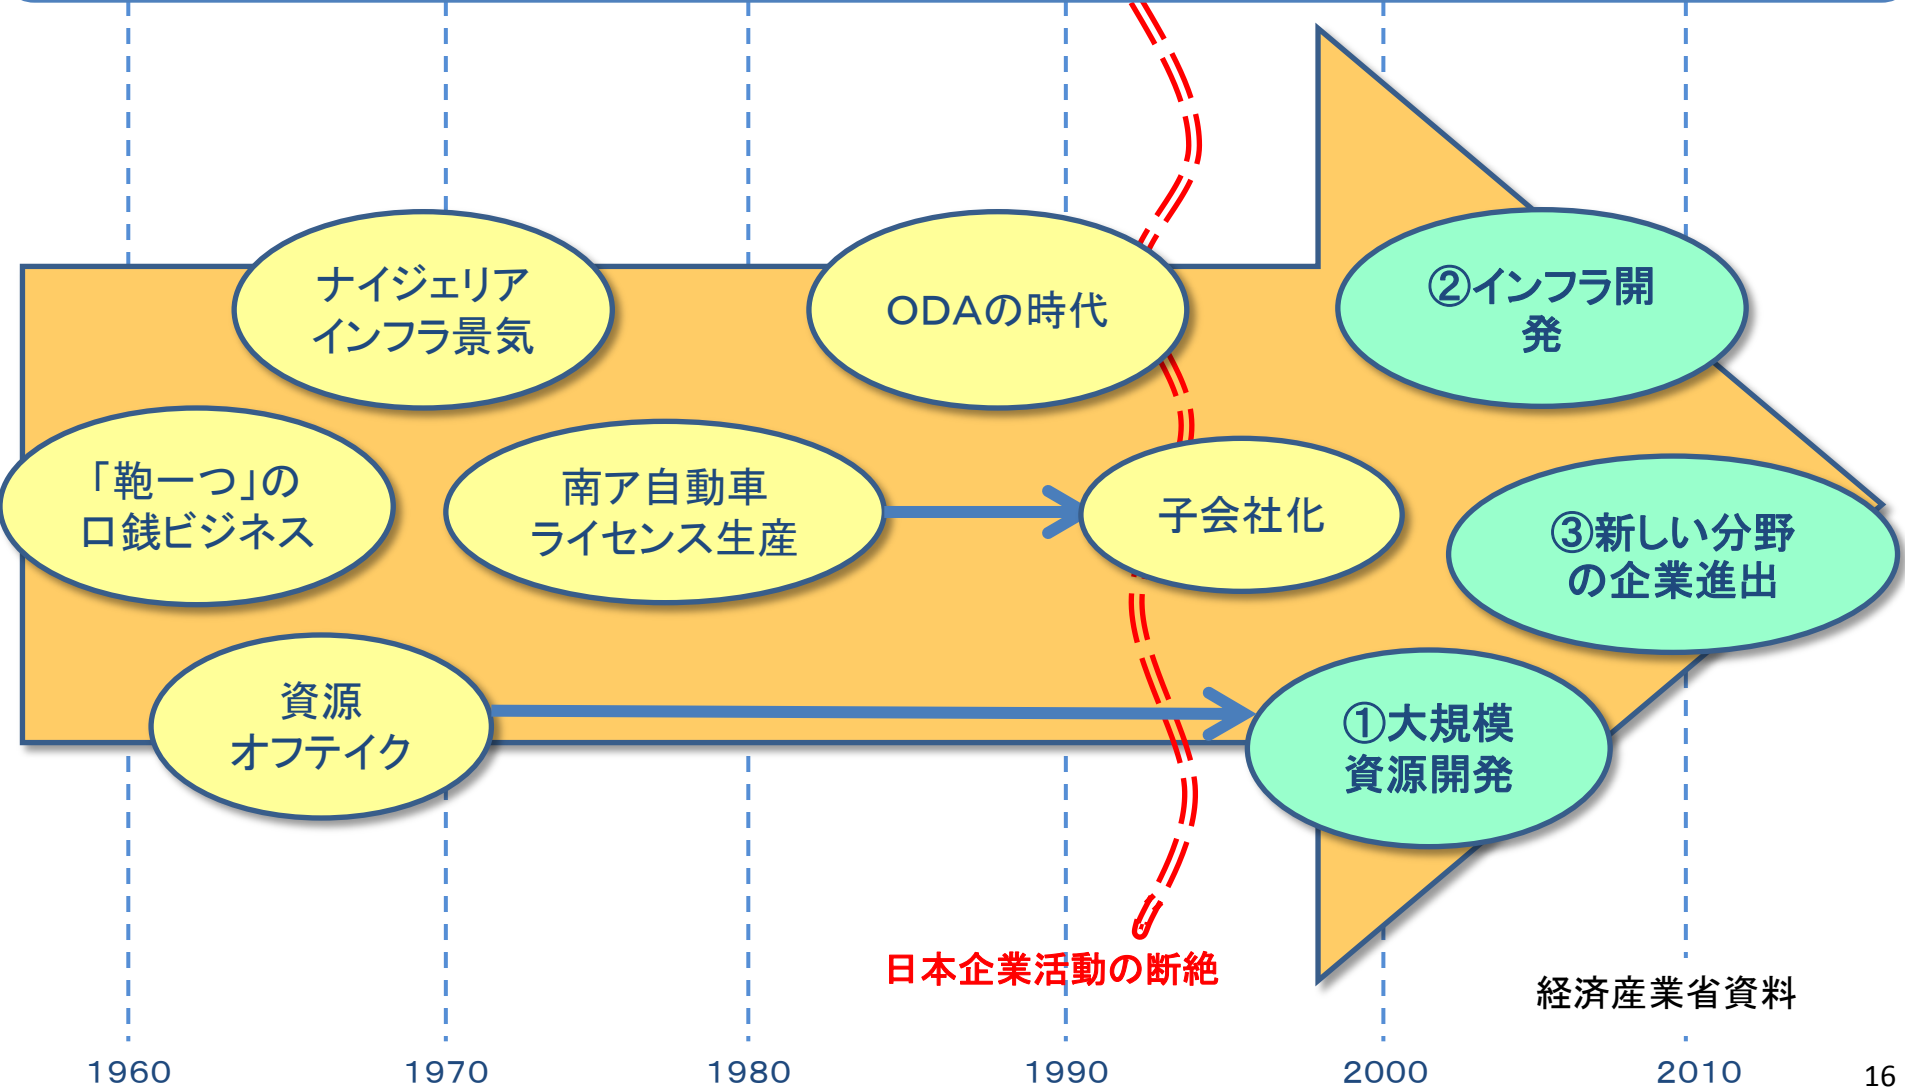 ナイジェリア
インフラ景気
ODAの時代
②インフラ開
発
「鞄一つ」の
口銭ビジネス
南ア自動車
ライセンス生産
子会社化
③新しい分野
の企業進出
資源
オフテイク
①大規模
資源開発
日本企業活動の断絶
経済産業省資料
1960 1970 1980 1990 2000 2010
16